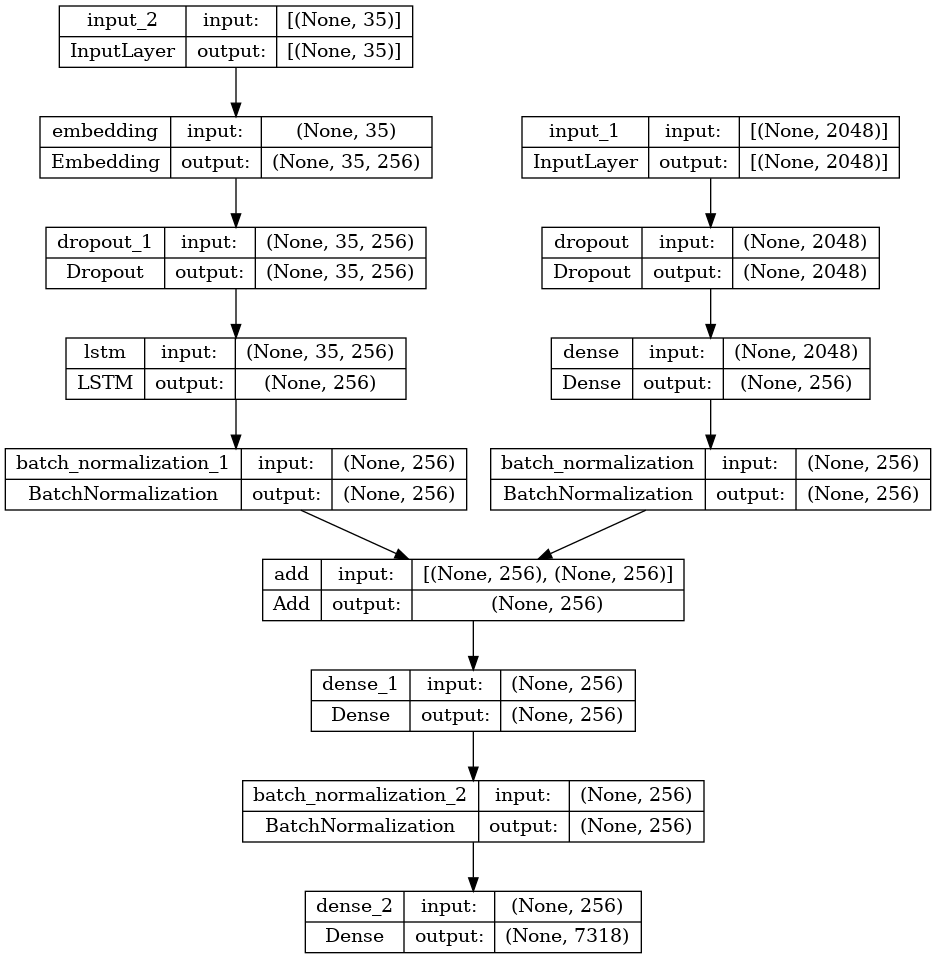 input_2 input: [(None, 35)]
InputLayer output: [(None, 35)]
embedding input: (None, 35)
Embedding output: (None, 35, 256)
input_1 input: [(None, 2048)]
InputLayer output: [(None, 2048)]
dropout_1 input: (None, 35, 256)
Dropout output: (None, 35, 256)
dropout input: (None, 2048)
Dropout output: (None, 2048)
lstm input: (None, 35, 256)
LSTM output: (None, 256)
dense input: (None, 2048)
Dense output: (None, 256)
batch_normalization_1 input: (None, 256)
BatchNormalization output: (None, 256)
batch_normalization input: (None, 256)
BatchNormalization output: (None, 256)
add input: [(None, 256), (None, 256)]
Add output: (None, 256)
dense_1 input: (None, 256)
Dense output: (None, 256)
batch_normalization_2 input: (None, 256)
BatchNormalization output: (None, 256)
dense_2 input: (None, 256)
Dense output: (None, 7318)